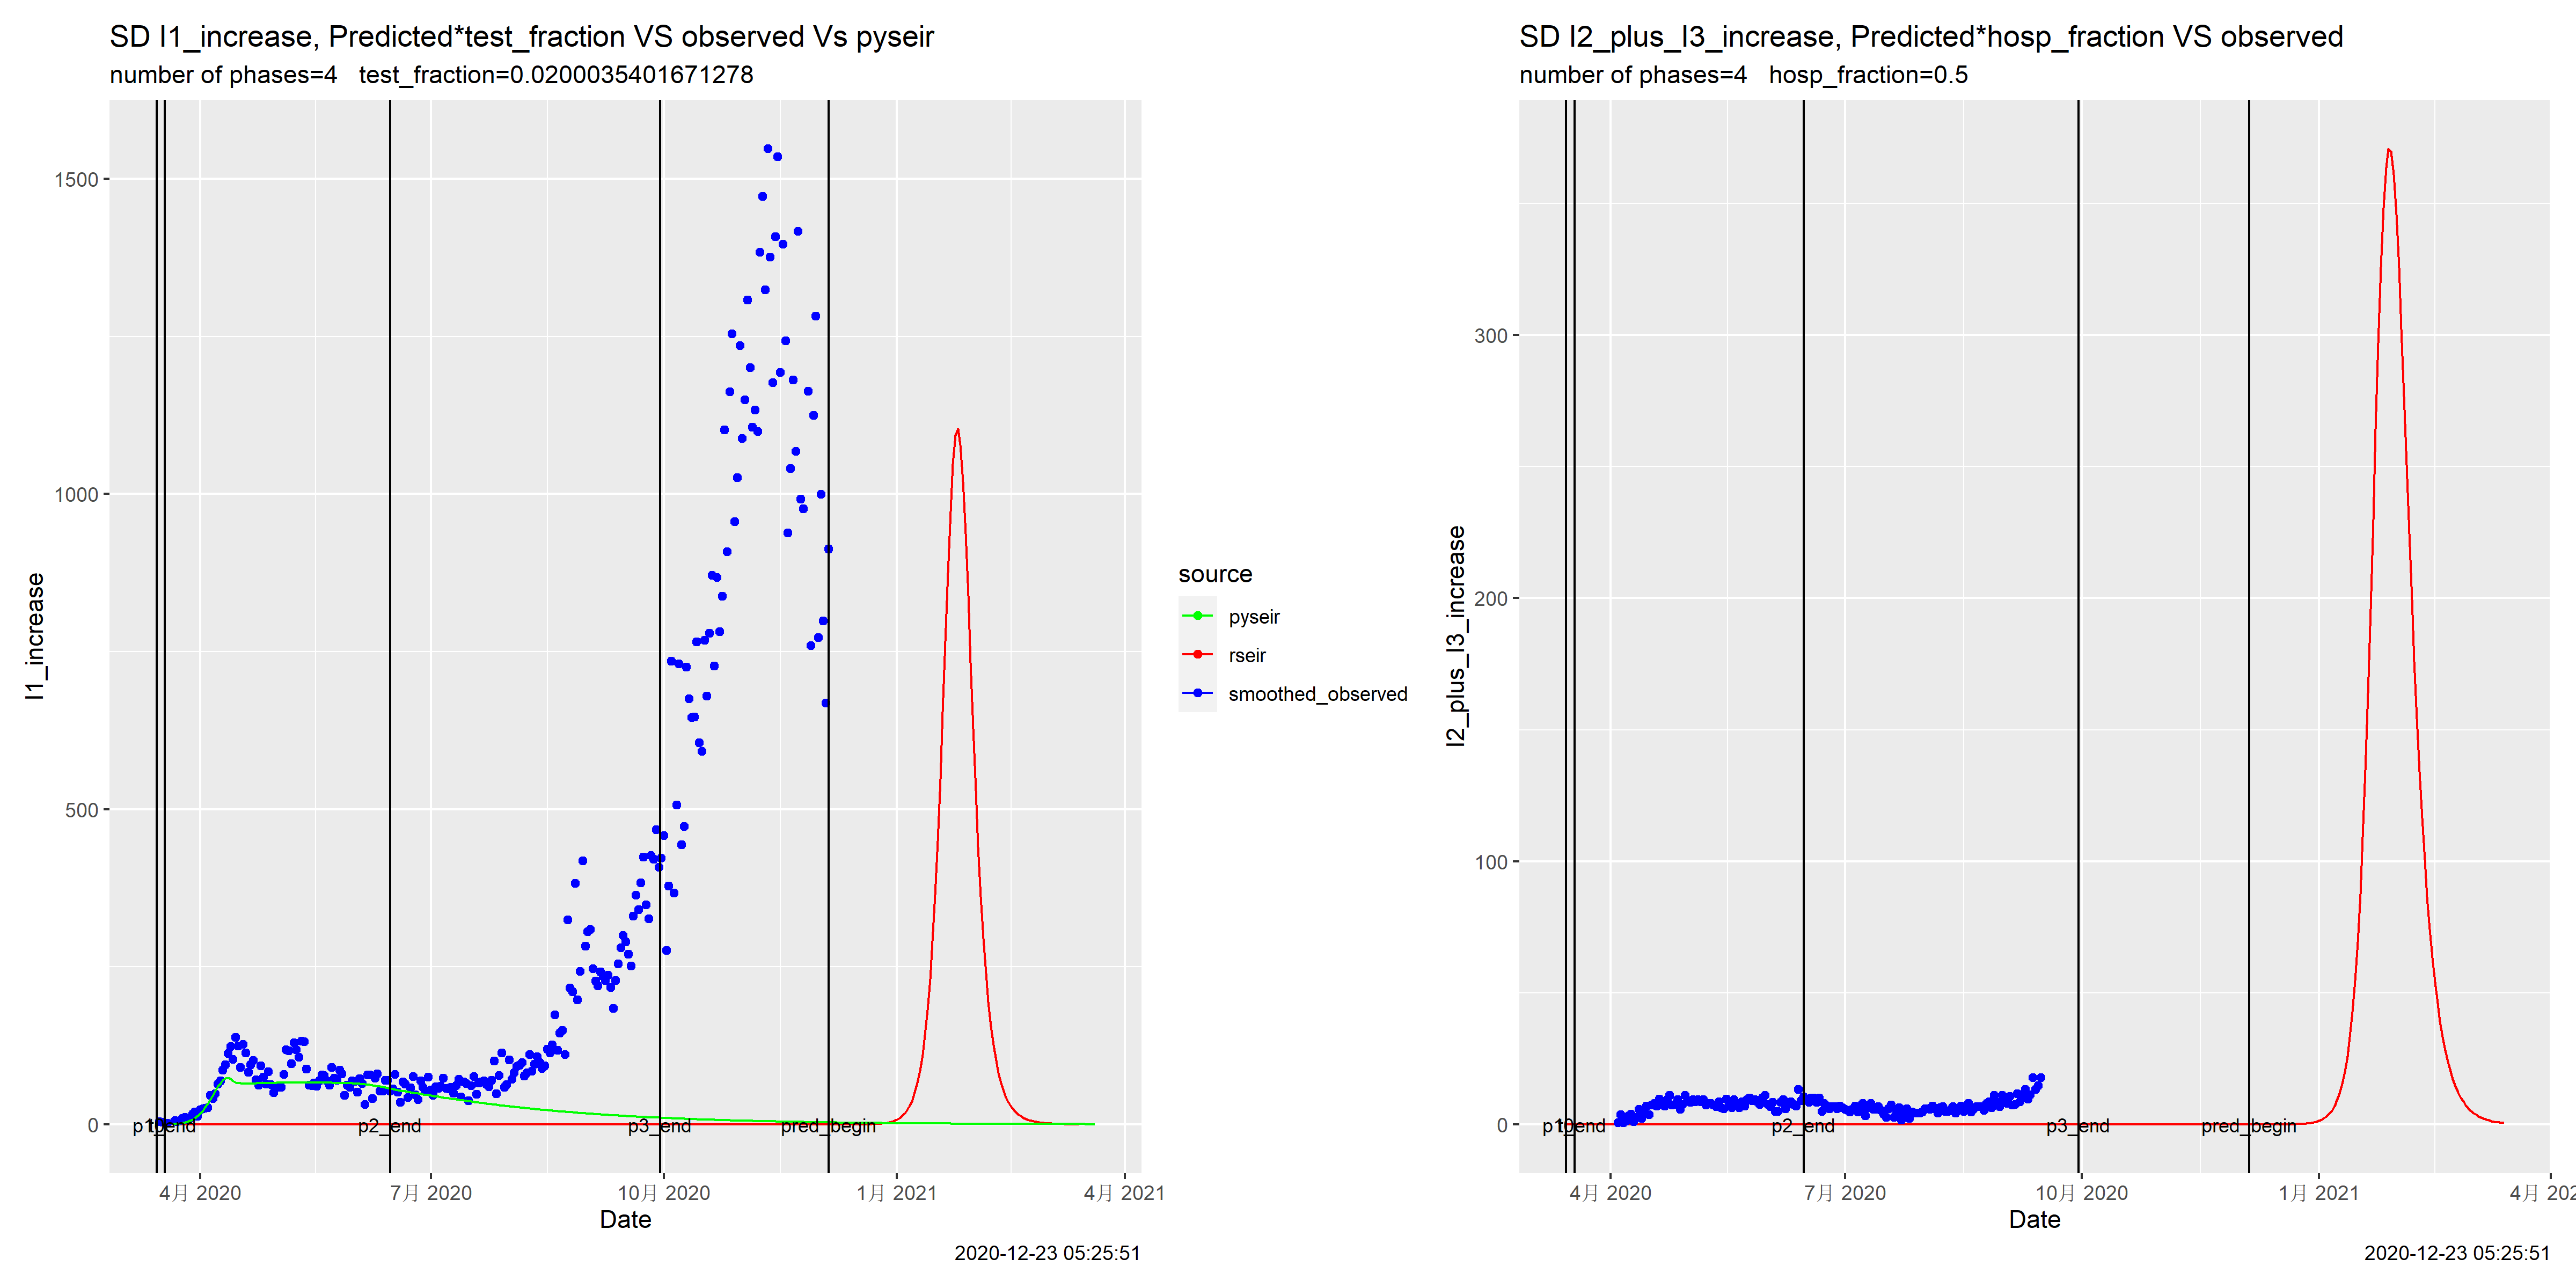 SD I1_increase, Predicted*test_fraction VS observed Vs pyseir
number of phases=4 test_fraction=0.0200035401671278
I1_increase
1500
1000
500
0
p2_end
p3_end
pred_begin
4月 2020
7月 2020
10月 2020
1月 2021
4月 2021
Date
2020-12-23 05:25:51
source
pyseir
rseir
smoothed_observed
SD I2_plus_I3_increase, Predicted*hosp_fraction VS observed
number of phases=4 hosp_fraction=0.5
I2_plus_I3_increase
300
200
100
0
p2_end
p3_end
pred_begin
4月 2020
7月 2020
10月 2020
1月 2021
4月 202
Date
2020-12-23 05:25:51